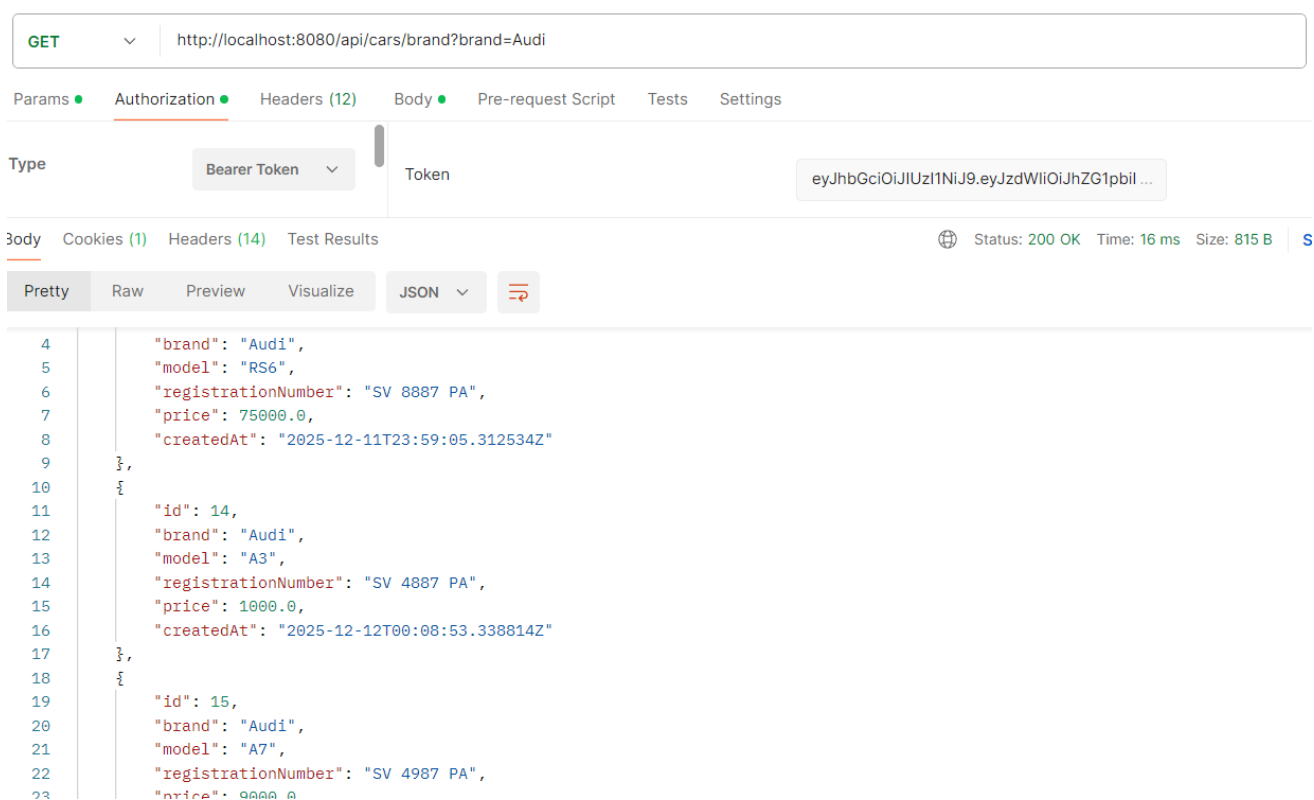 GET http://localhost:8080/api/cars/brand?brand=Audi
Params Authorization Headers (12) Body Pre-request Script Tests Settings
Type Bearer Token Token eyJhbGciOiJIUzI1NiJ9.eyJzdWIiOiJhZG1pbiI ...
Body Cookies (1) Headers (14) Test Results Status: 200 OK Time: 16 ms Size: 815 B S
Pretty Raw Preview Visualize JSON
4 "brand": "Audi",
5 "model": "RS6",
6 "registrationNumber": "SV 8887 PA",
7 "price": 75000.0,
8 "createdAt": "2025-12-11T23:59:05.312534Z"
9 },
10 {
11 "id": 14,
12 "brand": "Audi",
13 "model": "A3",
14 "registrationNumber": "SV 4887 PA",
15 "price": 1000.0,
16 "createdAt": "2025-12-12T00:08:53.338814Z"
17 },
18 {
19 "id": 15,
20 "brand": "Audi",
21 "model": "A7",
22 "registrationNumber": "SV 4987 PA",
23 "price": 9000.0